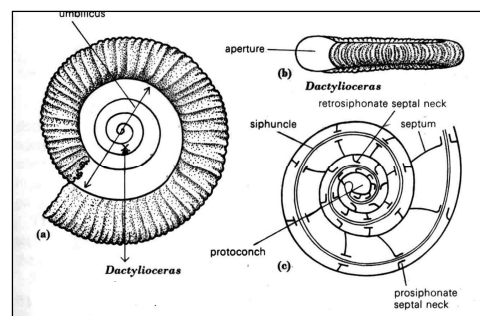 umbilicus
aperture
(b)
Dactylioceras
retrosiphonate septal neck
siphuncle
septum
(a)
protoconch
(c)
Dactylioceras
prosiphonate
septal neck